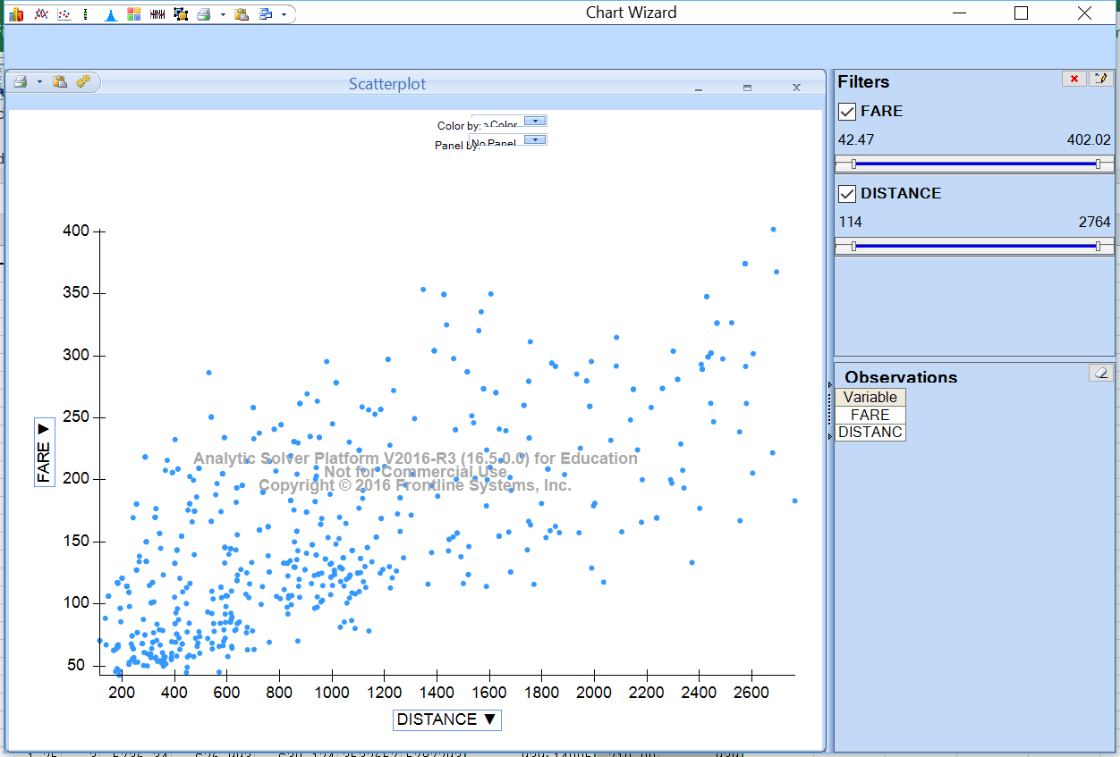 Chart Wizard
Scatterplot
Color by:
Panel by: No Panel
400
350
300
250
200
150
100
50
FARE ▼
Analytic Solver Platform V2016-R3 (16.5.0.0) for Education
Not for Commercial Use
Copyright © 2016 Frontline Systems, Inc.
200 400 600 800 1000 1200 1400 1600 1800 2000 2200 2400 2600
DISTANCE ▼
Filters
FARE
42.47 402.02
DISTANCE
114 2764
Observations
Variable
FARE
DISTANC